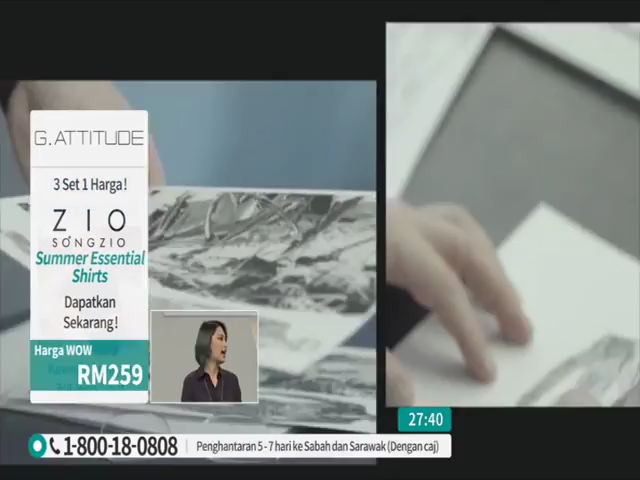 G.ATTITUDE
3 Set 1 Harga!
ZIO
SONGZIO
Summer Essential
Shirts
Dapatkan
Sekarang!
Harga WOW
RM259
27:40
1-800-18-0808
Penghantaran 5 - 7 hari ke Sabah dan Sarawak (Dengan caj)